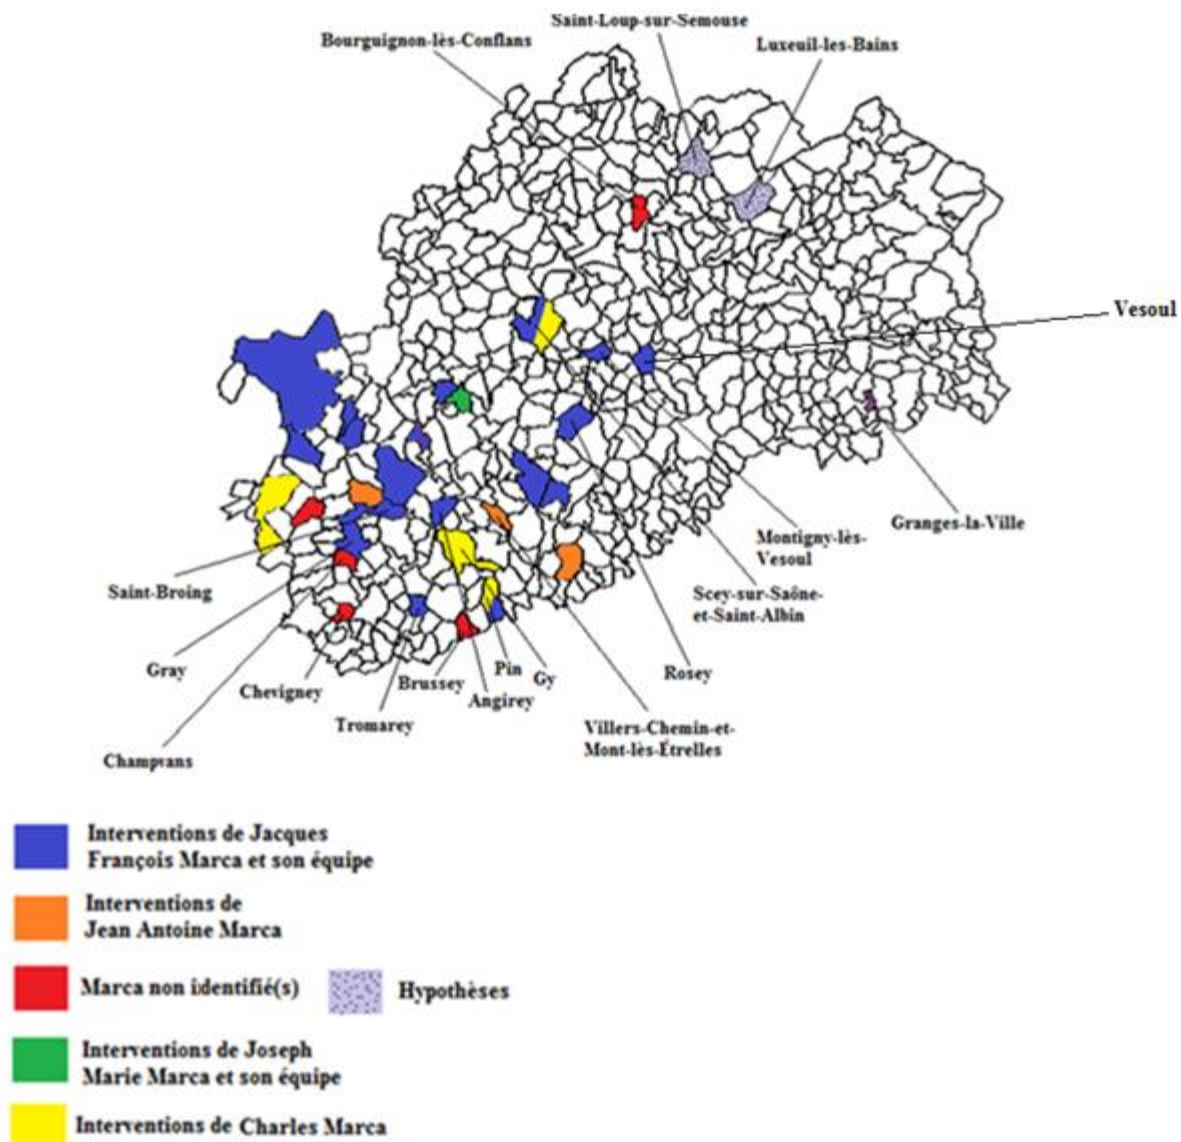 Saint-Loup-sur-Semouse
Bourguignon-lès-Conflans
Luxeuil-les-Bains
Vesoul
Granges-la-Ville
Montigny-lès-
Vesoul
Saint-Broing
Scey-sur-Saône-
et-Saint-Albin
Gray
Chevigney
Brussey
Pin
Gy
Rosey
Angirey
Tromarey
Villers-Chemin-et-
Mont-lès-Étrelles
Champvans
Interventions de Jacques
François Marca et son équipe
Interventions de
Jean Antoine Marca
Marca non identifié(s)
Hypothèses
Interventions de Joseph
Marie Marca et son équipe
Interventions de Charles Marca